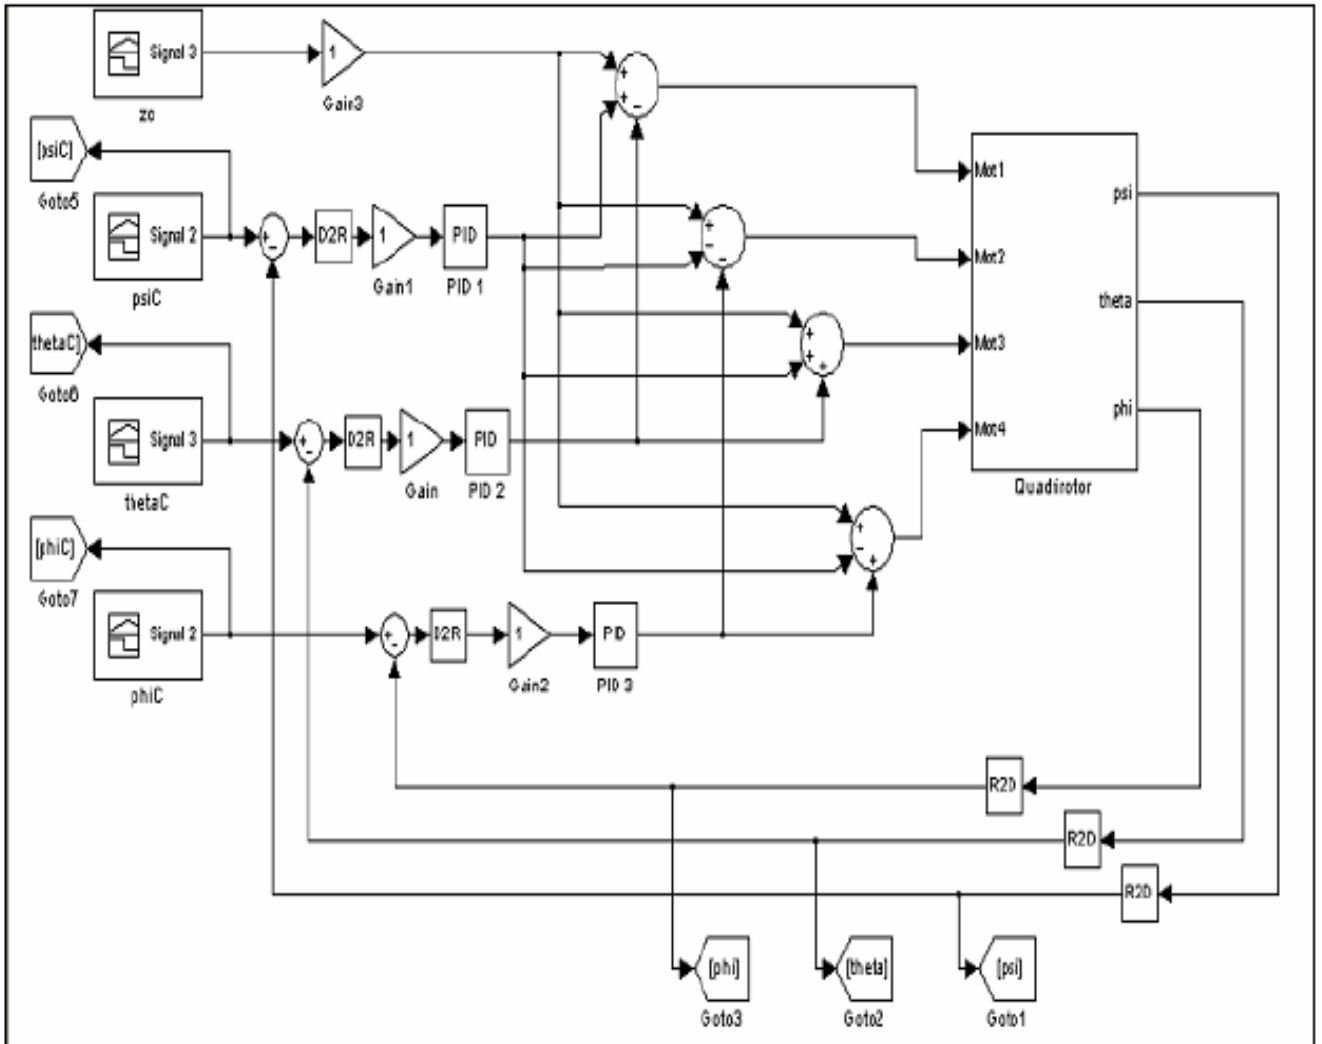 Signal 3
1
Gain3
zc
[psiC]
Goto5
Signal 2
psiC
D2R
1
Gain1
PID
PID 1
Mot1
Mot2
Mot3
Mot4
psi
theta
phi
Quadirotor
thetaC]
Goto6
Signal 3
thetaC
D2R
1
Gain
PID
PID 2
[phiC]
Goto7
Signal 2
phiC
D2R
1
Gain2
PID
PID 3
R2D
R2D
R2D
[phi]
Goto3
[theta]
Goto2
[psi]
Goto1